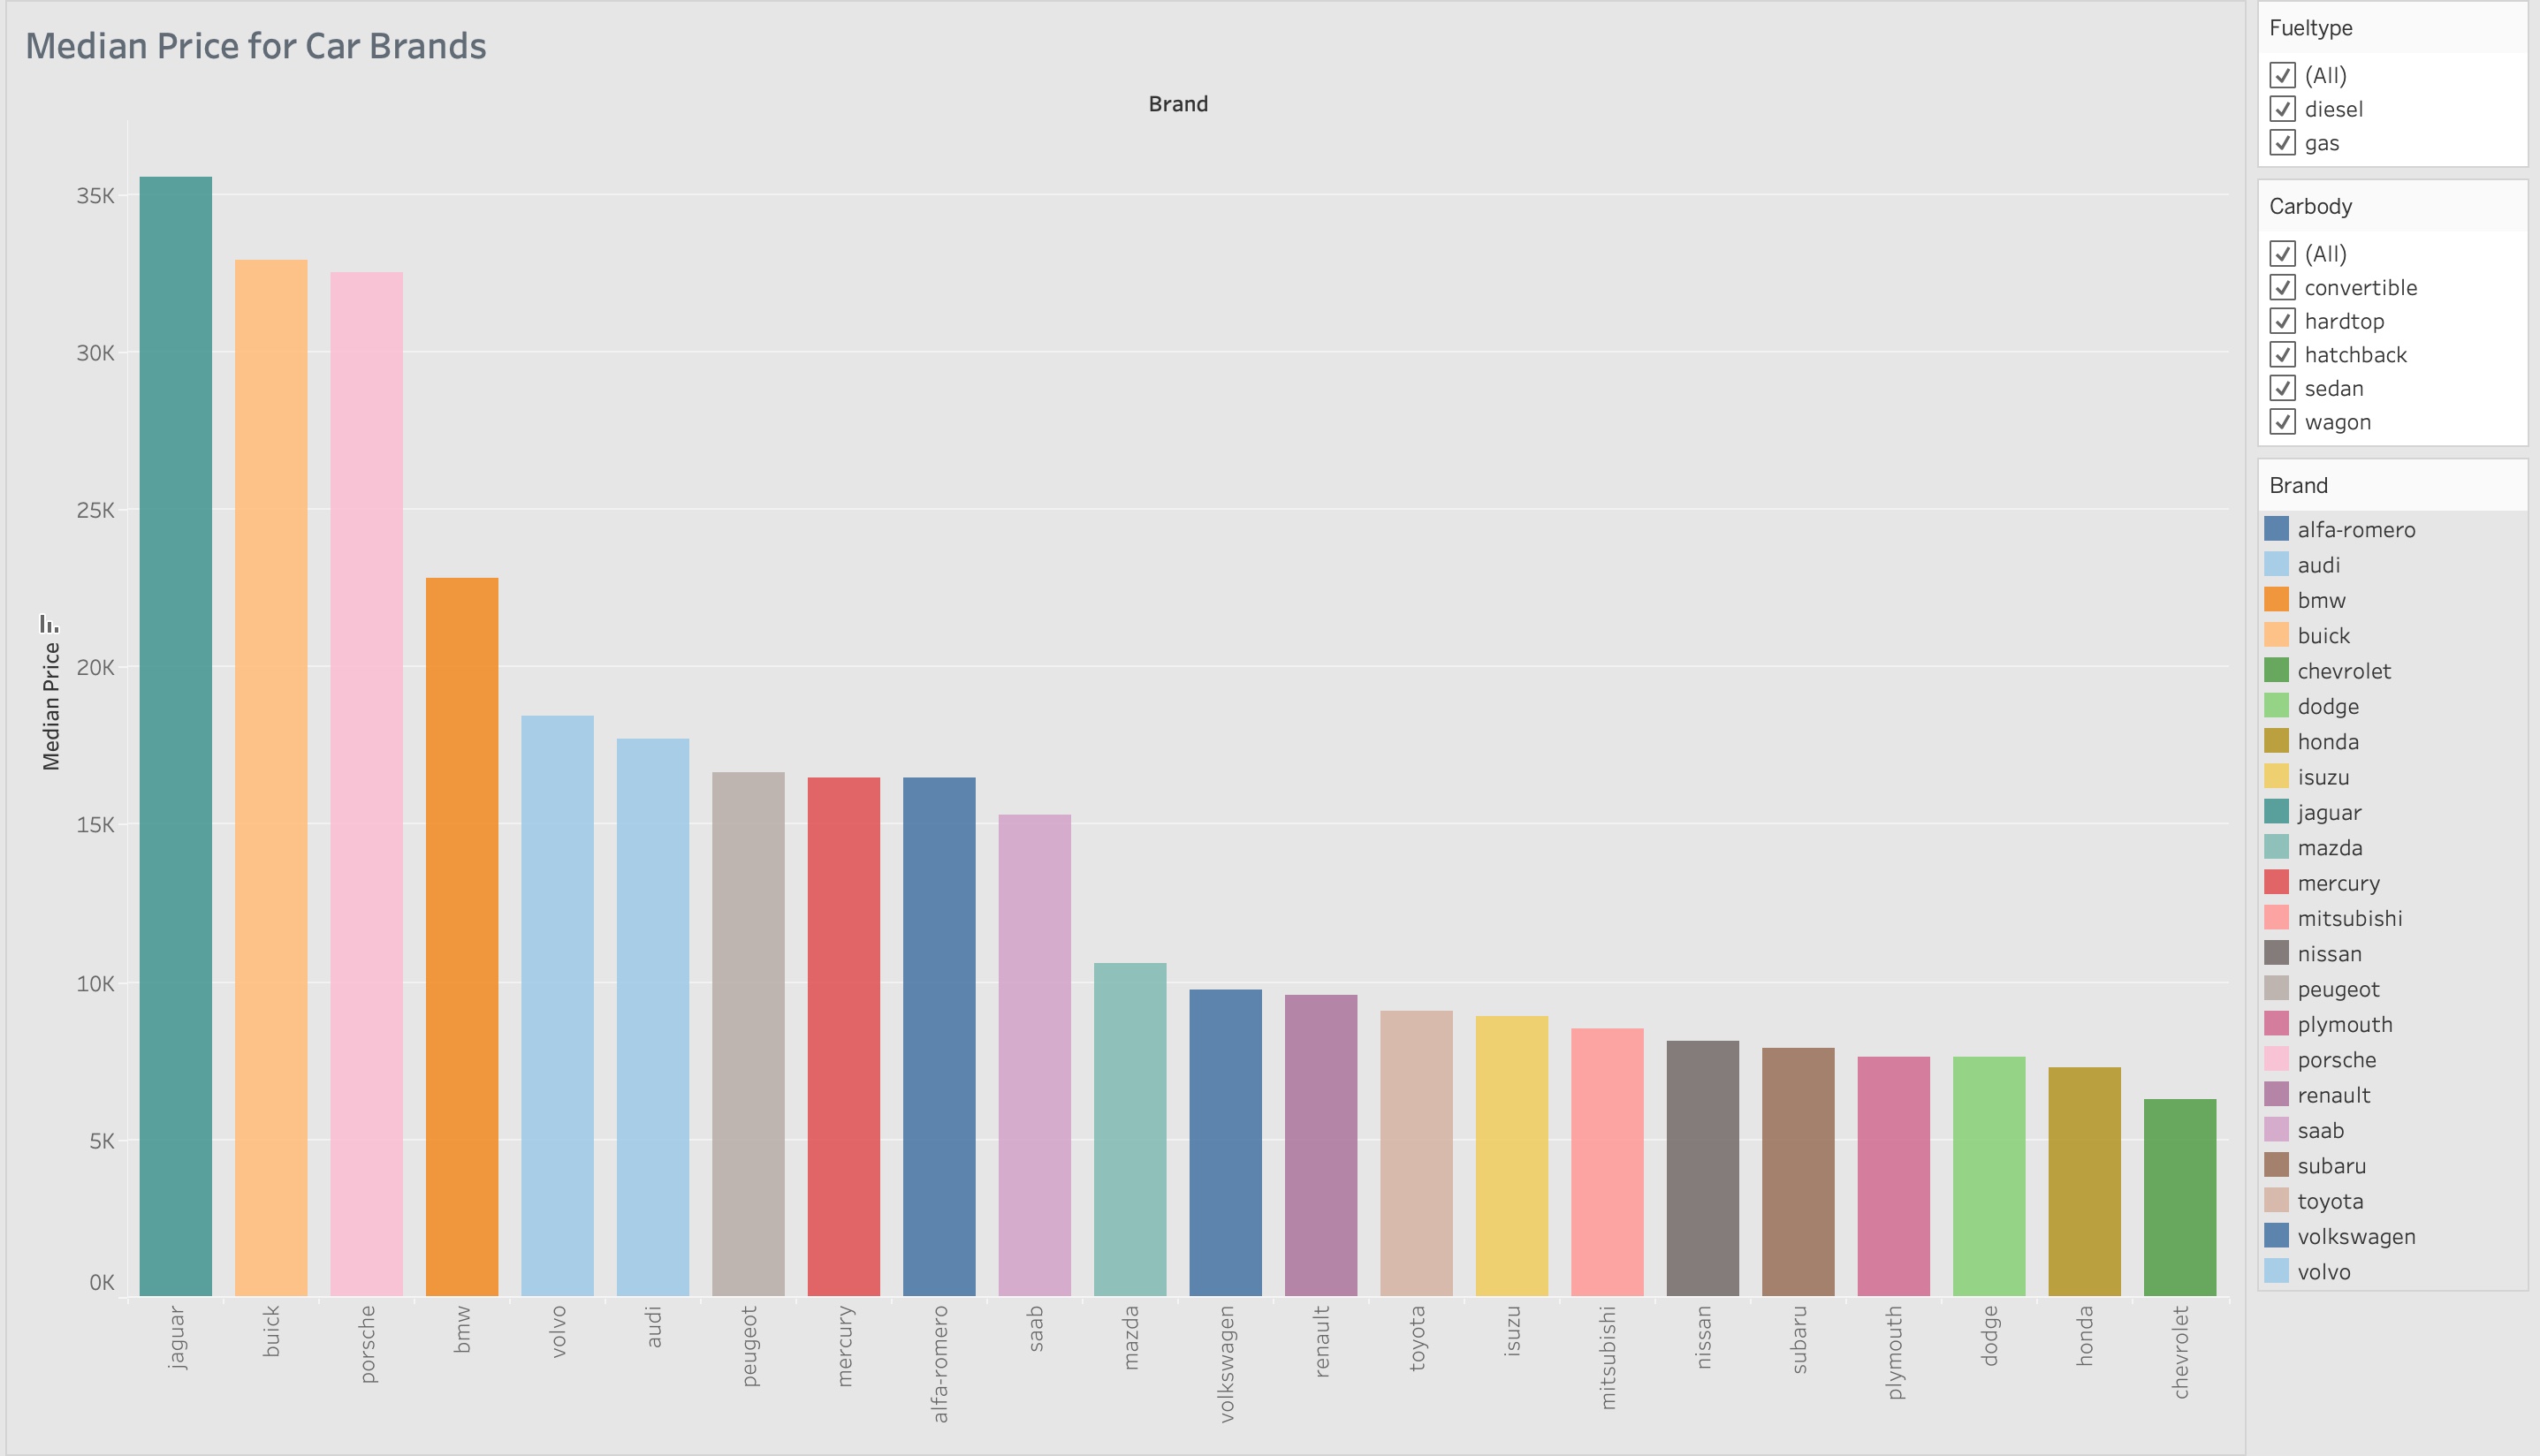 Median Price for Car Brands
Brand
Median Price
35K
30K
25K
20K
15K
10K
5K
0K
jaguar
buick
porsche
bmw
volvo
audi
peugeot
mercury
alfa-romero
saab
mazda
volkswagen
renault
toyota
isuzu
mitsubishi
nissan
subaru
plymouth
dodge
honda
chevrolet
Fueltype
(All)
diesel
gas
Carbody
(All)
convertible
hardtop
hatchback
sedan
wagon
Brand
alfa-romero
audi
bmw
buick
chevrolet
dodge
honda
isuzu
jaguar
mazda
mercury
mitsubishi
nissan
peugeot
plymouth
porsche
renault
saab
subaru
toyota
volkswagen
volvo